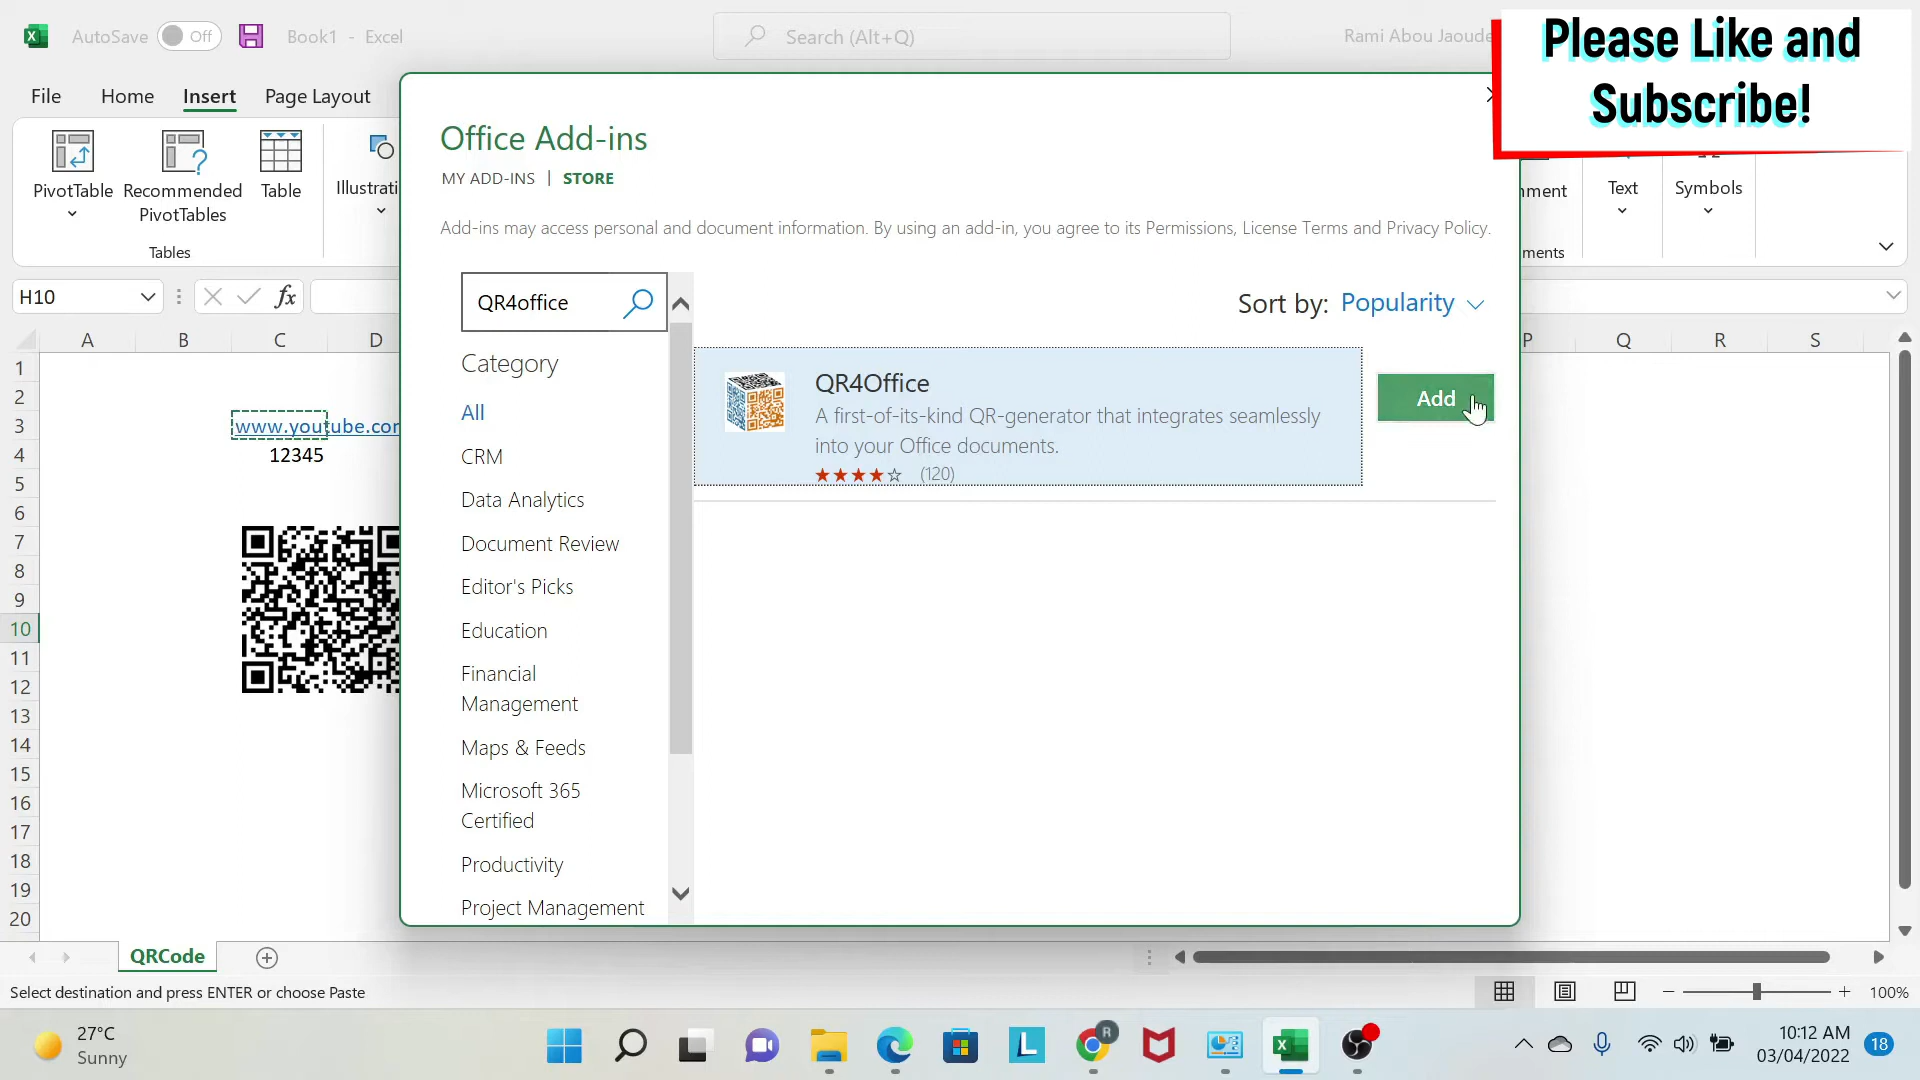 AutoSave Off Book1 - Excel
Search (Alt+Q)
Rami Abou Jaoude
Please Like and
Subscribe!
File Home Insert Page Layout
PivotTable
Recommended
PivotTables
Table
Tables
Text
Symbols
Office Add-ins
MY ADD-INS | STORE
Add-ins may access personal and document information. By using an add-in, you agree to its Permissions, License Terms and Privacy Policy.
H10
fx
QR4office
Sort by: Popularity
Category
All
CRM
Data Analytics
Document Review
Editor's Picks
Education
Financial
Management
Maps & Feeds
Microsoft 365
Certified
Productivity
Project Management
QR4Office
A first-of-its-kind QR-generator that integrates seamlessly
into your Office documents.
(120)
Add
A B C D P Q R S
1
2
3
4
5
6
7
8
9
10
11
12
13
14
15
16
17
18
19
20
12345
QRCode
Select destination and press ENTER or choose Paste
100%
27°C
Sunny
L
R
10:12 AM
03/04/2022
18